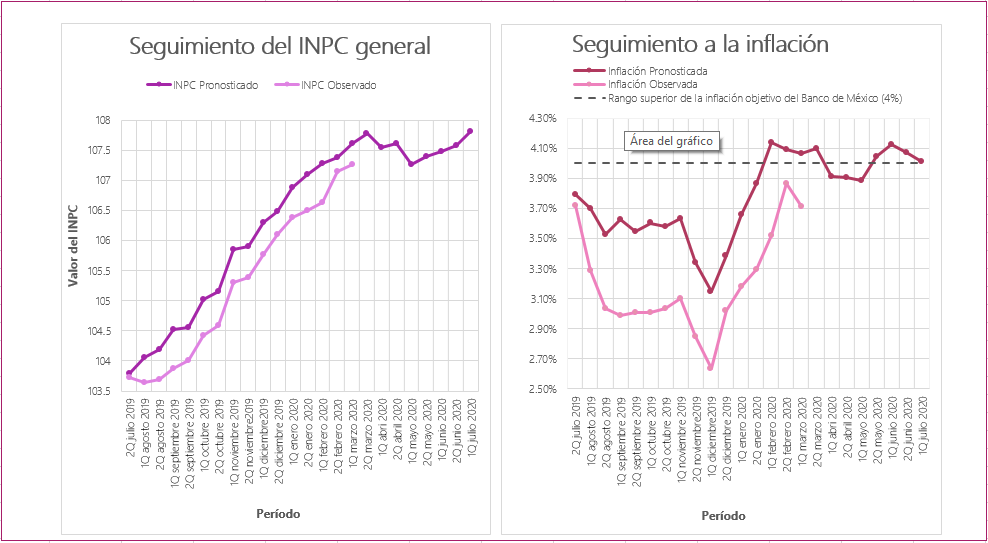 Seguimiento del INPC general
INPC Pronosticado
INPC Observado
108
107.5
107
106.5
106
105.5
105
104.5
104
103.5
Valor del INPC
2Q julio 2019
1Q agosto 2019
2Q agosto 2019
1Q septiembre 2019
2Q septiembre 2019
1Q octubre 2019
2Q octubre 2019
1Q noviembre 2019
2Q noviembre2019
1Q diciembre2019
2Q diciembre 2019
1Q enero 2020
2Q enero 2020
1Q febrero 2020
2Q febrero 2020
1Q marzo 2020
2Q marzo 2020
1Q abril 2020
2Q abril 2020
1Q mayo 2020
2Q mayo 2020
1Q junio 2020
2Q junio 2020
1Q julio 2020
Período
Seguimiento a la inflación
Inflación Pronosticada
Inflación Observada
Rango superior de la inflación objetivo del Banco de México (4%)
Área del gráfico
4.30%
4.10%
3.90%
3.70%
3.50%
3.30%
3.10%
2.90%
2.70%
2.50%
2Q julio 2019
1Q agosto 2019
2Q agosto 2019
1Q septiembre 2019
2Q septiembre 2019
1Q octubre 2019
2Q octubre 2019
1Q noviembre 2019
2Q noviembre2019
1Q diciembre 2019
2Q diciembre 2019
1Q enero 2020
2Q enero 2020
1Q febrero 2020
2Q febrero 2020
1Q marzo 2020
2Q marzo 2020
1Q abril 2020
2Q abril 2020
1Q mayo 2020
2Q mayo 2020
1Q junio 2020
2Q junio 2020
1Q julio 2020
Período